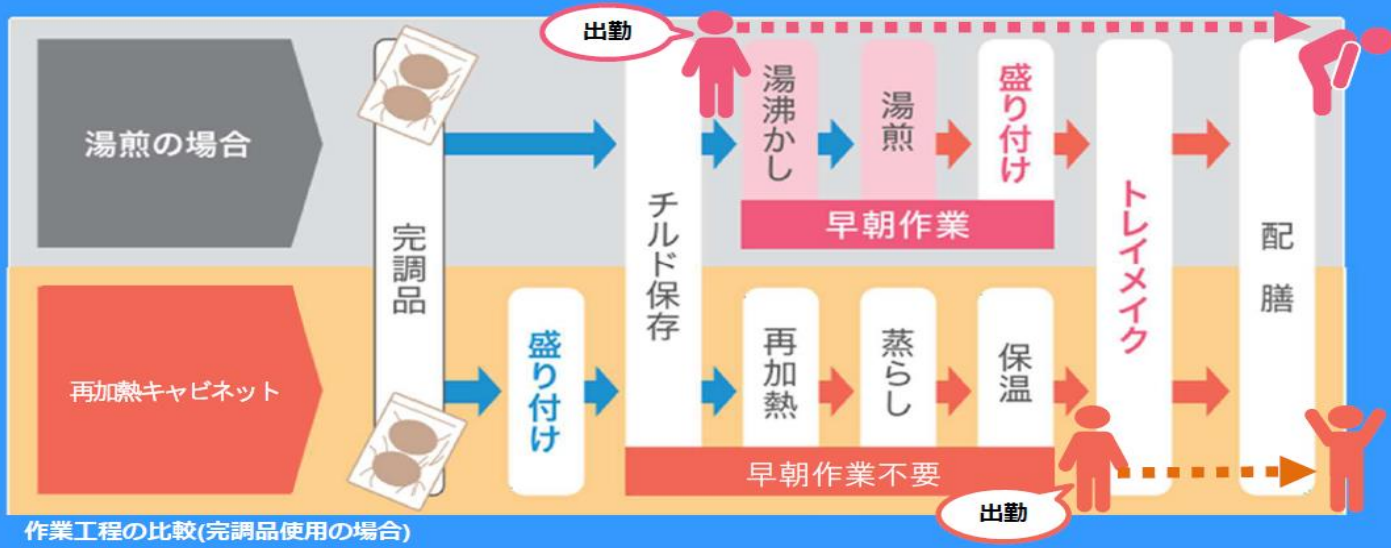 出勤
湯煎の場合
完調品
チルド保存
湯沸かし
湯煎
盛り付け
早朝作業
トレイメイク
配膳
再加熱キャビネット
盛り付け
再加熱
蒸らし
保温
早朝作業不要
出勤
作業工程の比較(完調品使用の場合)